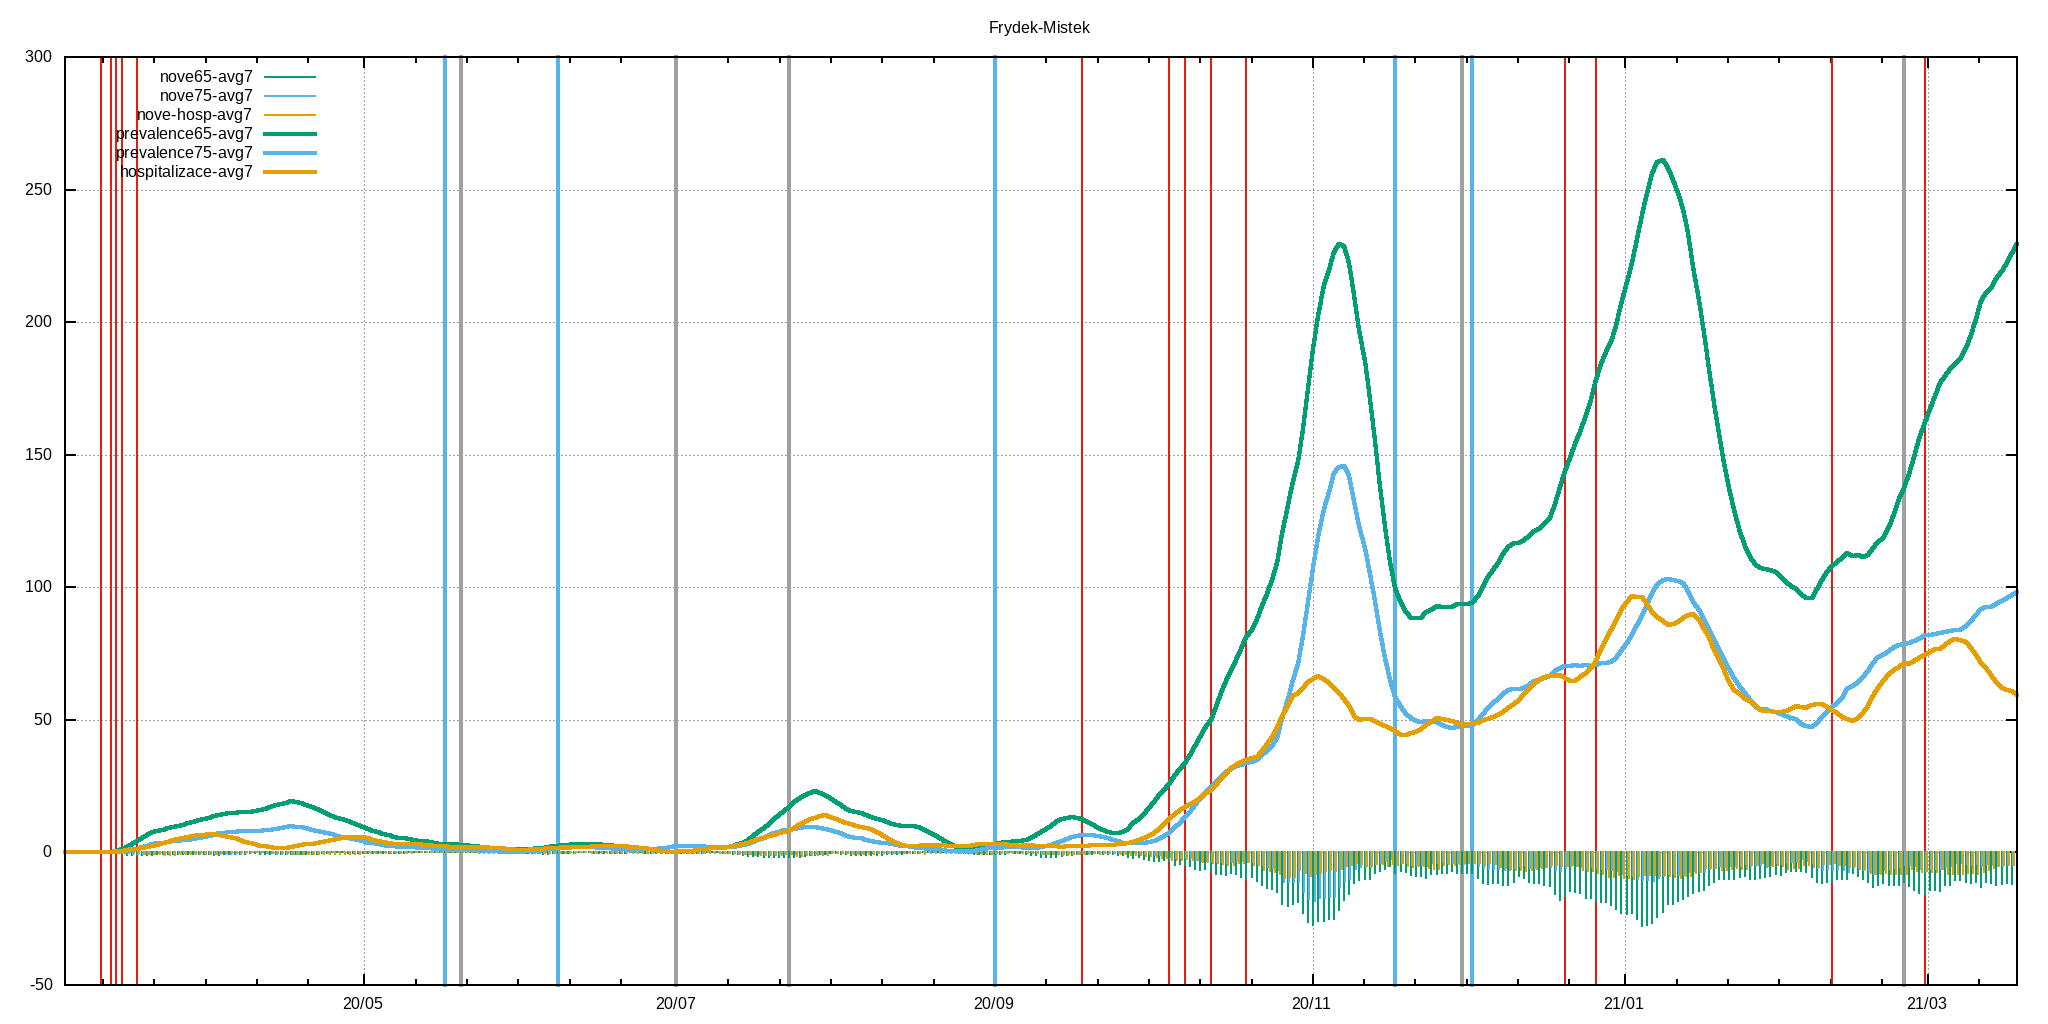 Frydek-Mistek
300
250
200
150
100
50
0
-50
nove65-avg7
nove75-avg7
nove-hosp-avg7
prevalence65-avg7
prevalence75-avg7
hospitalizace-avg7
20/05
20/07
20/09
20/11
21/01
21/03